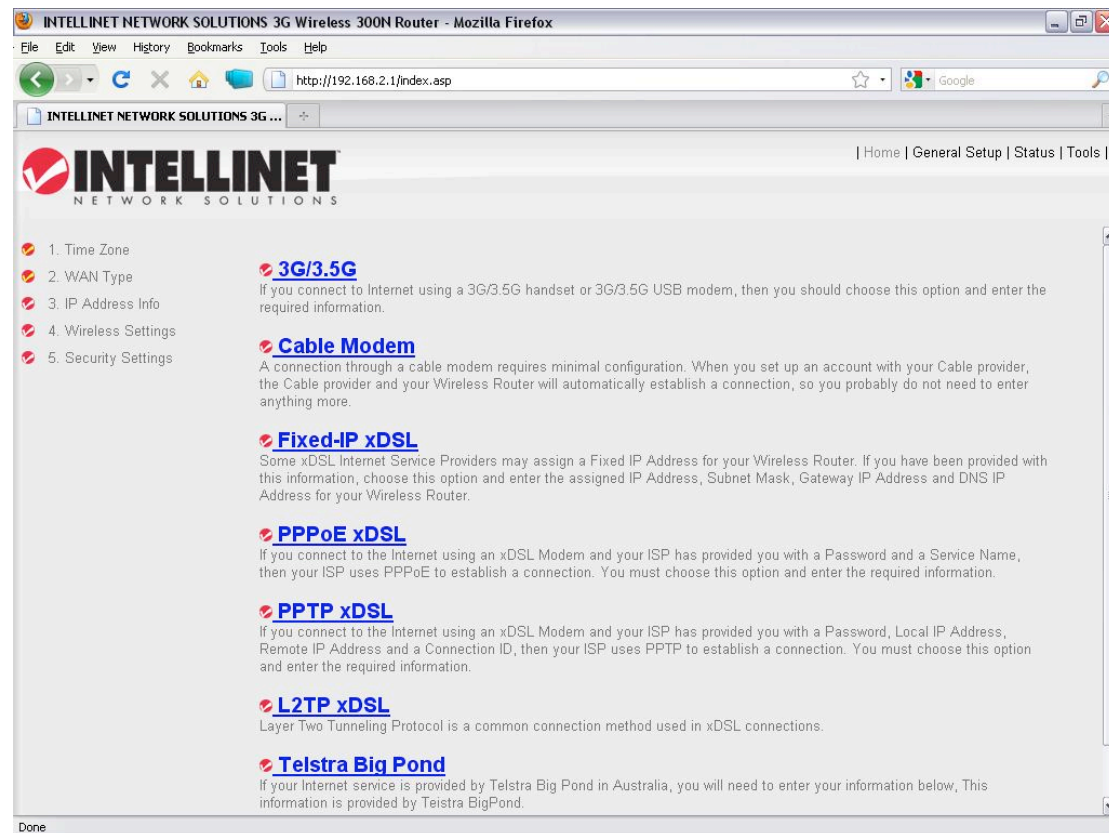 INTELLINET NETWORK SOLUTIONS 3G Wireless 300N Router - Mozilla Firefox
File Edit View History Bookmarks Tools Help
http://192.168.2.1/index.asp
Google
INTELLINET NETWORK SOLUTIONS 3G ...
INTELLINET
NETWORK SOLUTIONS
| Home | General Setup | Status | Tools |
1. Time Zone
2. WAN Type
3. IP Address Info
4. Wireless Settings
5. Security Settings
3G/3.5G
If you connect to Internet using a 3G/3.5G handset or 3G/3.5G USB modem, then you should choose this option and enter the
required information.
Cable Modem
A connection through a cable modem requires minimal configuration. When you set up an account with your Cable provider,
the Cable provider and your Wireless Router will automatically establish a connection, so you probably do not need to enter
anything more.
Fixed-IP xDSL
Some xDSL Internet Service Providers may assign a Fixed IP Address for your Wireless Router. If you have been provided with
this information, choose this option and enter the assigned IP Address, Subnet Mask, Gateway IP Address and DNS IP
Address for your Wireless Router.
PPPoE xDSL
If you connect to the Internet using an xDSL Modem and your ISP has provided you with a Password and a Service Name,
then your ISP uses PPPoE to establish a connection. You must choose this option and enter the required information.
PPTP xDSL
If you connect to the Internet using an xDSL Modem and your ISP has provided you with a Password, Local IP Address,
Remote IP Address and a Connection ID, then your ISP uses PPTP to establish a connection. You must choose this option
and enter the required information.
L2TP xDSL
Layer Two Tunneling Protocol is a common connection method used in xDSL connections.
Telstra Big Pond
If your Internet service is provided by Telstra Big Pond in Australia, you will need to enter your information below, This
information is provided by Teistra BigPond.
Done